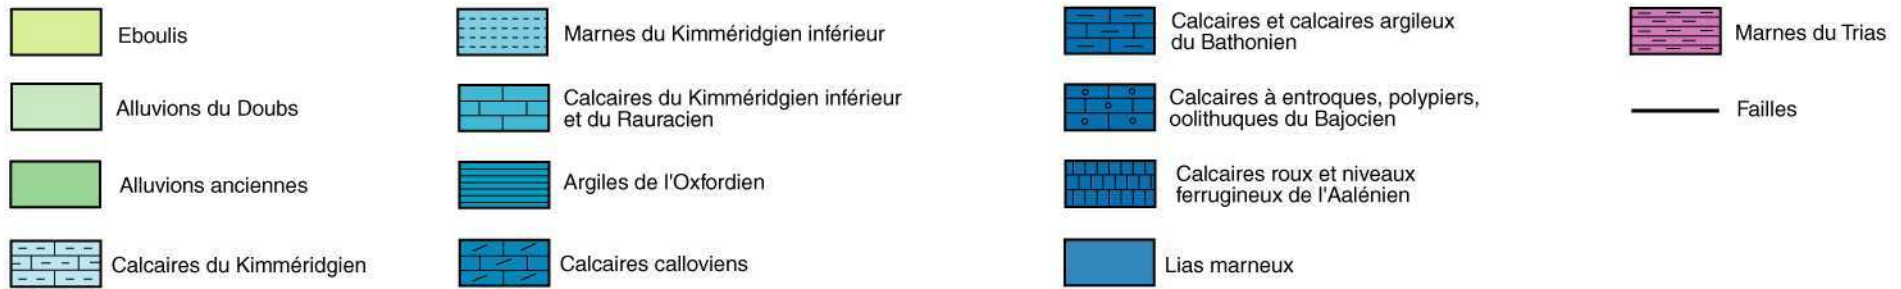 Eboulis
Alluvions du Doubs
Alluvions anciennes
Calcaires du Kimméridgien
Marnes du Kimméridgien inférieur
Calcaires du Kimméridgien inférieur
et du Rauracien
Argiles de l'Oxfordien
Calcaires calloviens
Calcaires et calcaires argileux
du Bathonien
Calcaires à entroques, polypiers,
oolithuques du Bajocien
Calcaires roux et niveaux
ferrugineux de l'Aalénien
Lias marneux
Marnes du Trias
Failles